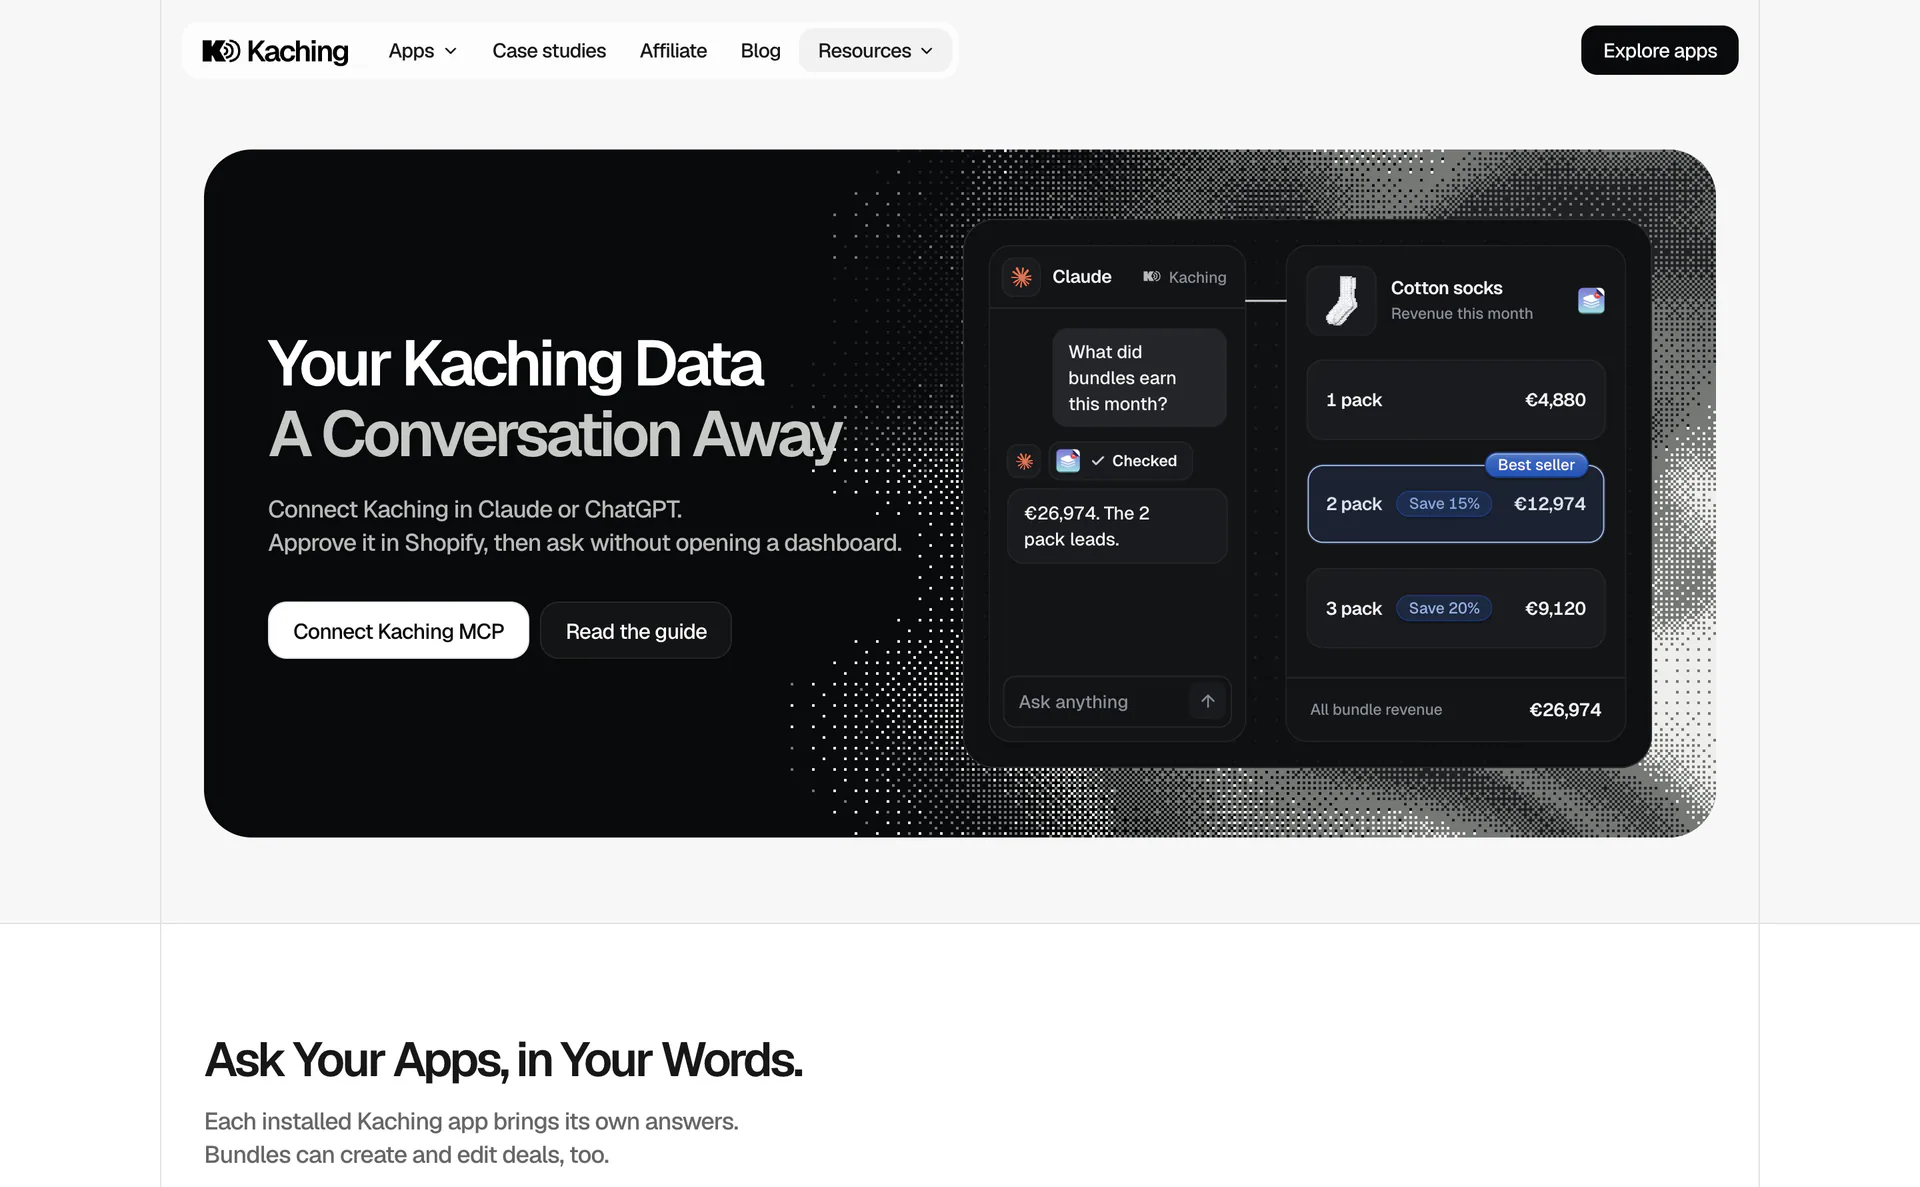 Kaching
Apps
Case studies
Affiliate
Blog
Resources
Explore apps
Your Kaching Data
A Conversation Away
Connect Kaching in Claude or ChatGPT.
Approve it in Shopify, then ask without opening a dashboard.
Connect Kaching MCP
Read the guide
Claude
Kaching
What did
bundles earn
this month?
Checked
€26,974. The 2
pack leads.
Ask anything
Cotton socks
Revenue this month
1 pack
€4,880
Best seller
2 pack
Save 15%
€12,974
3 pack
Save 20%
€9,120
All bundle revenue
€26,974
Ask Your Apps, in Your Words.
Each installed Kaching app brings its own answers.
Bundles can create and edit deals, too.